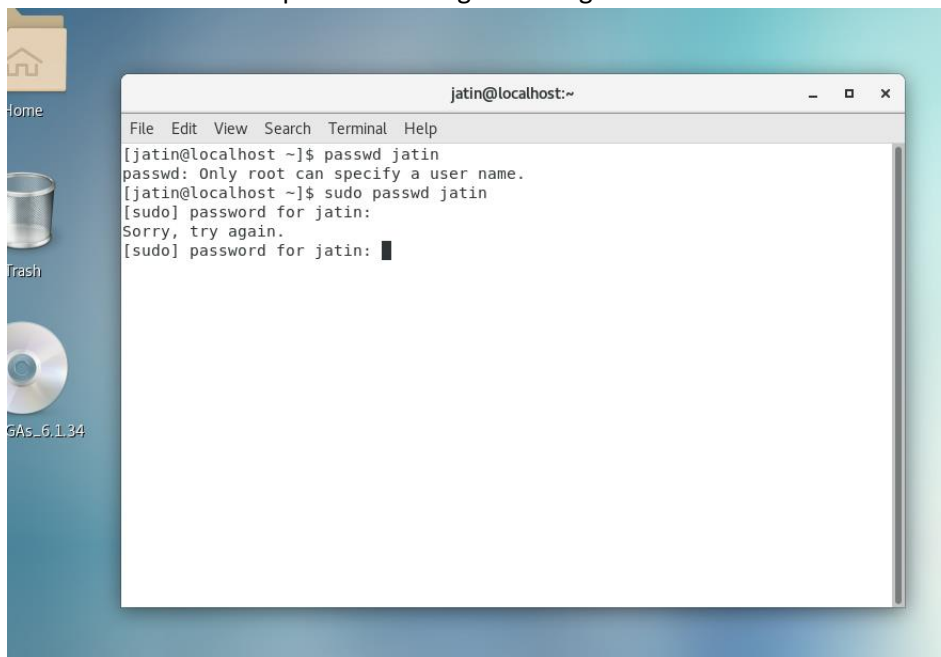 jatin@localhost:~
Home
File Edit View Search Terminal Help
[jatin@localhost ~]$ passwd jatin
passwd: Only root can specify a user name.
[jatin@localhost ~]$ sudo passwd jatin
[sudo] password for jatin:
Sorry, try again.
[sudo] password for jatin:
Trash
GAs_6.1.34